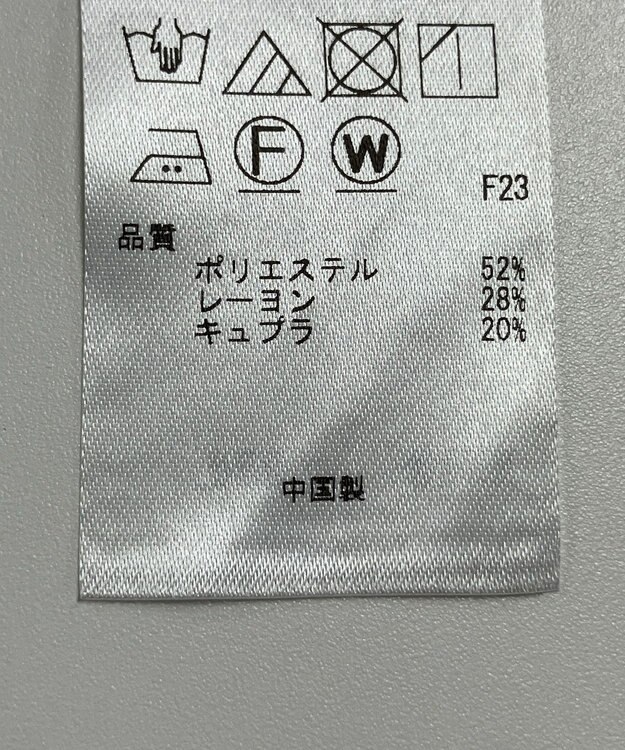 F W
F23
品質
ポリエステル 52%
レーヨン 28%
キュプラ 20%
中国製